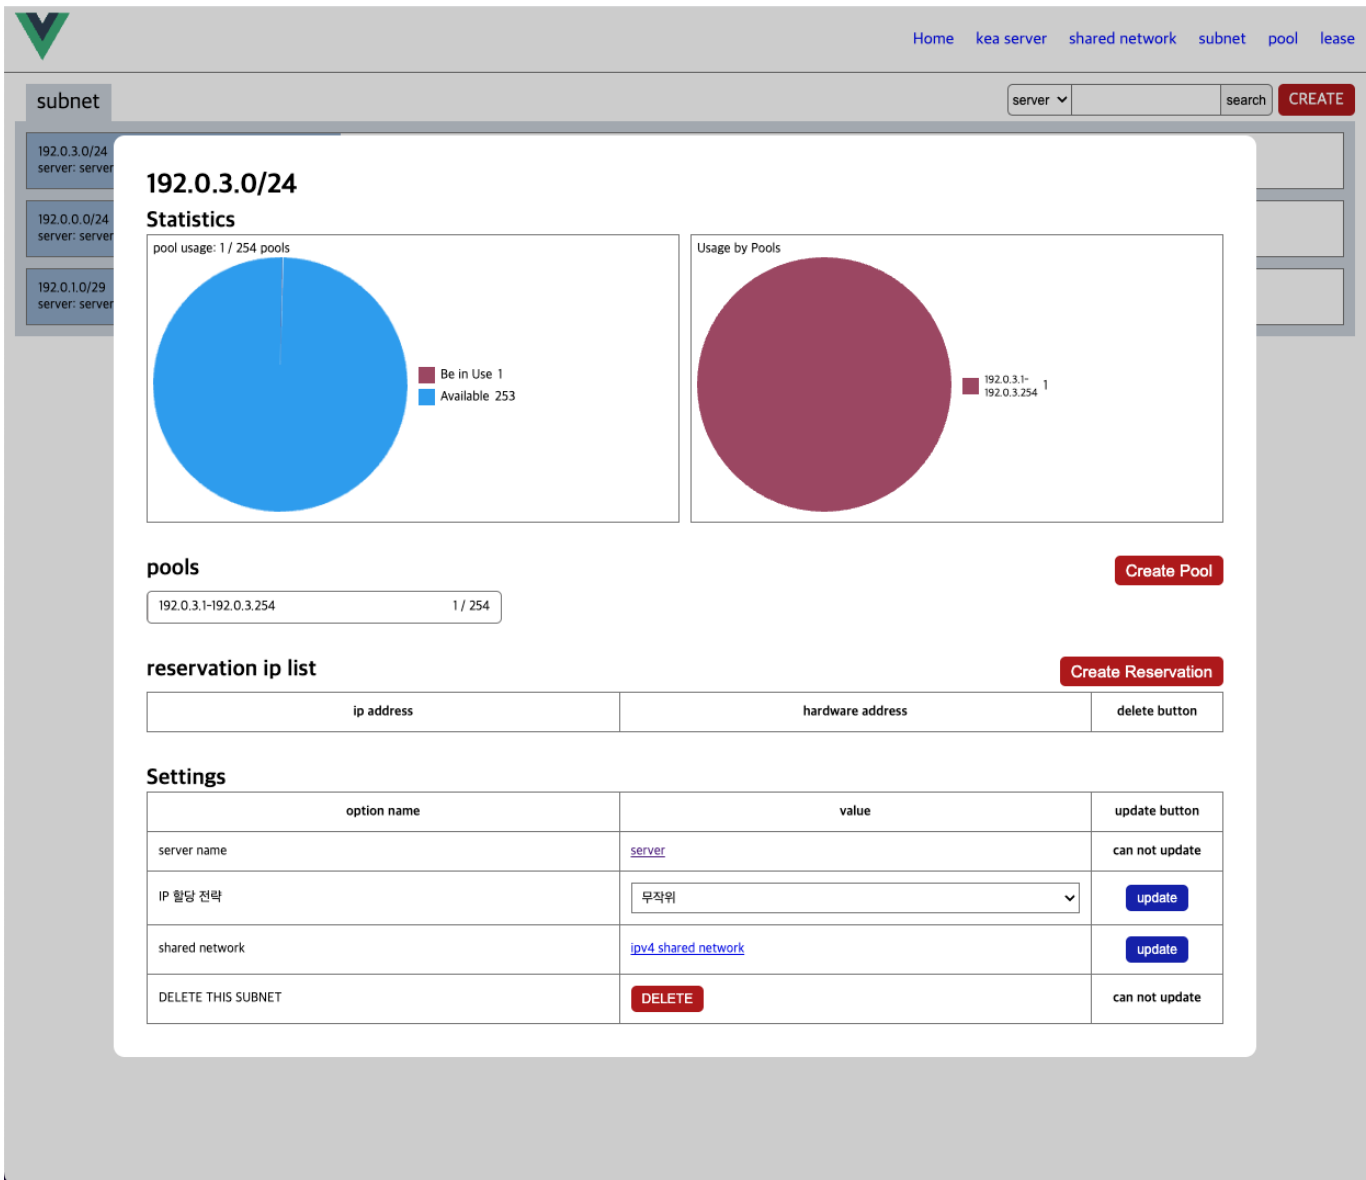 Home kea server shared network subnet pool lease
subnet
server search CREATE
192.0.3.0/24
server: server
192.0.0.0/24
server: server
192.0.1.0/29
server: server
192.0.3.0/24
Statistics
pool usage: 1 / 254 pools
Be in Use 1
Available 253
Usage by Pools
192.0.3.1-
192.0.3.254 1
pools
Create Pool
192.0.3.1-192.0.3.254 1 / 254
reservation ip list
Create Reservation
ip address hardware address delete button
Settings
option name value update button
server name server can not update
IP 할당 전략 무작위 update
shared network ipv4 shared network update
DELETE THIS SUBNET DELETE can not update